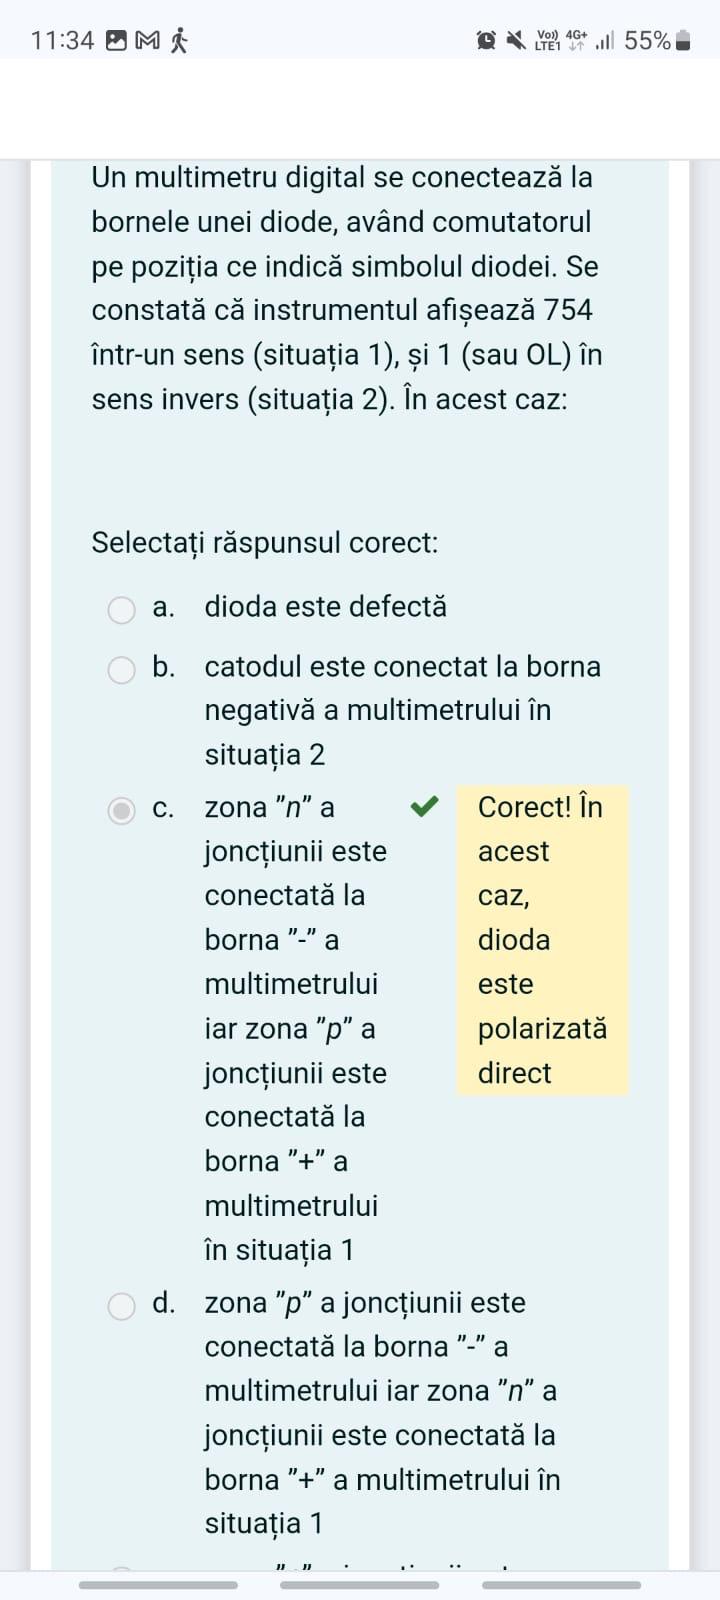 11:34
Vo)) 4G+
LTE1
55%
Un multimetru digital se conectează la
bornele unei diode, având comutatorul
pe poziția ce indică simbolul diodei. Se
constată că instrumentul afișează 754
într-un sens (situația 1), și 1 (sau OL) în
sens invers (situația 2). În acest caz:
Selectați răspunsul corect:
a. dioda este defectă
b. catodul este conectat la borna
negativă a multimetrului în
situația 2
c. zona ”n” a
joncțiunii este
conectată la
borna ”-” a
multimetrului
iar zona ”p” a
joncțiunii este
conectată la
borna ”+” a
multimetrului
în situația 1
Corect! În
acest
caz,
dioda
este
polarizată
direct
d. zona ”p” a joncțiunii este
conectată la borna ”-” a
multimetrului iar zona ”n” a
joncțiunii este conectată la
borna ”+” a multimetrului în
situația 1